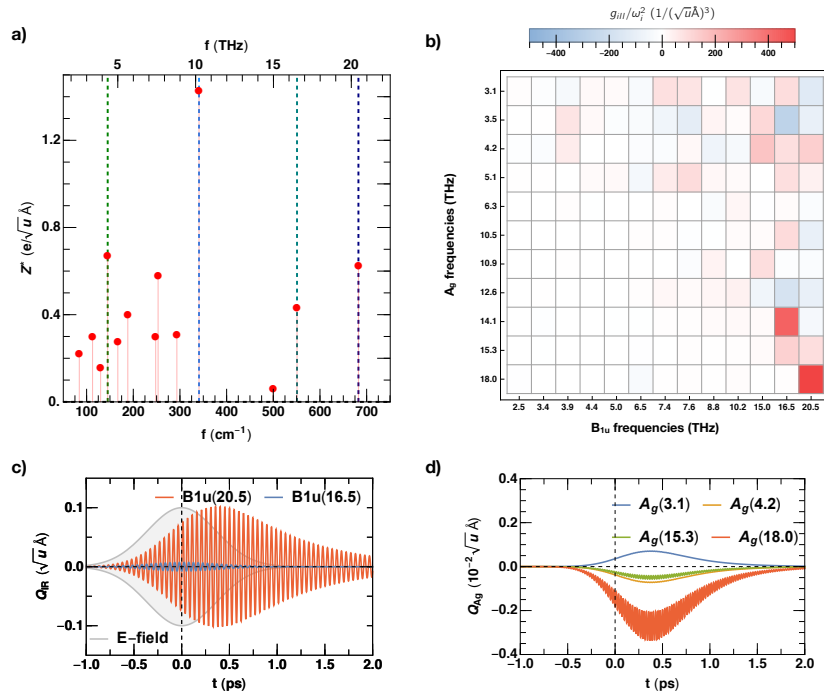 a)
f (THz)
5 10 15 20
Z* (e/√u Å)
1.4
1.0
0.6
0.4
0.2
0.
100 200 300 400 500 600 700
f (cm⁻¹)
b)
g_ill/ω_i² (1/(√uÅ)³)
−400 −200 0 200 400
A_g frequencies (THz)
3.1
3.5
4.2
5.1
6.3
10.5
10.9
12.6
14.1
15.3
18.0
2.5 3.4 3.9 4.4 5.0 6.5 7.4 7.6 8.8 10.2 15.0 16.5 20.5
B_1u frequencies (THz)
c)
Q_IR (√u Å)
0.1
0.0
−0.1
B1u(20.5) B1u(16.5)
E−field
−1.0 −0.5 0.0 0.5 1.0 1.5 2.0
t (ps)
d)
Q_Ag (10⁻² √u Å)
0.4
0.2
0.0
−0.2
−0.4
A_g(3.1) A_g(4.2)
A_g(15.3) A_g(18.0)
−1.0 −0.5 0.0 0.5 1.0 1.5 2.0
t (ps)